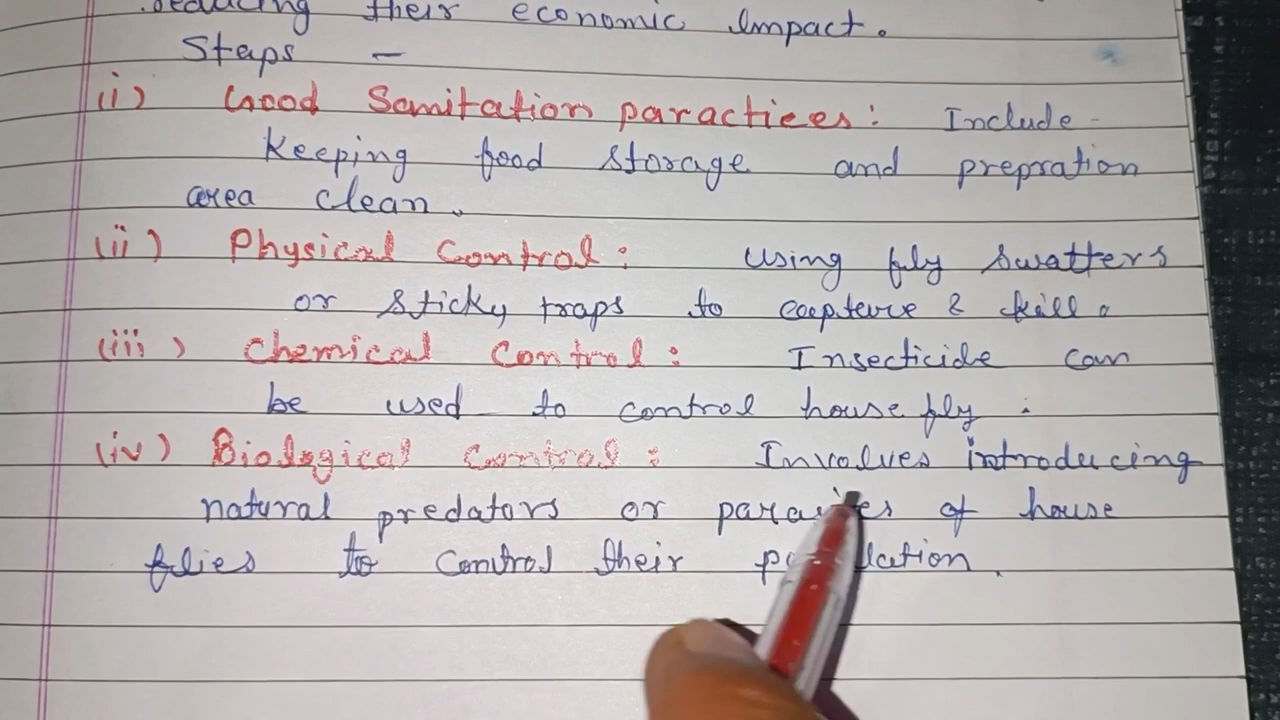 reducing their economic Impact.
Steps -
(i) Good Sanitation paractices: Include -
Keeping food storage and prepration
area clean.
(ii) Physical Control: Using fly Swatters
or Sticky traps to capture & kill.
(iii) Chemical Control: Insecticide can
be used to control house fly.
(iv) Biological Control: Involves introducing
natural predators or of house
flies to Control their